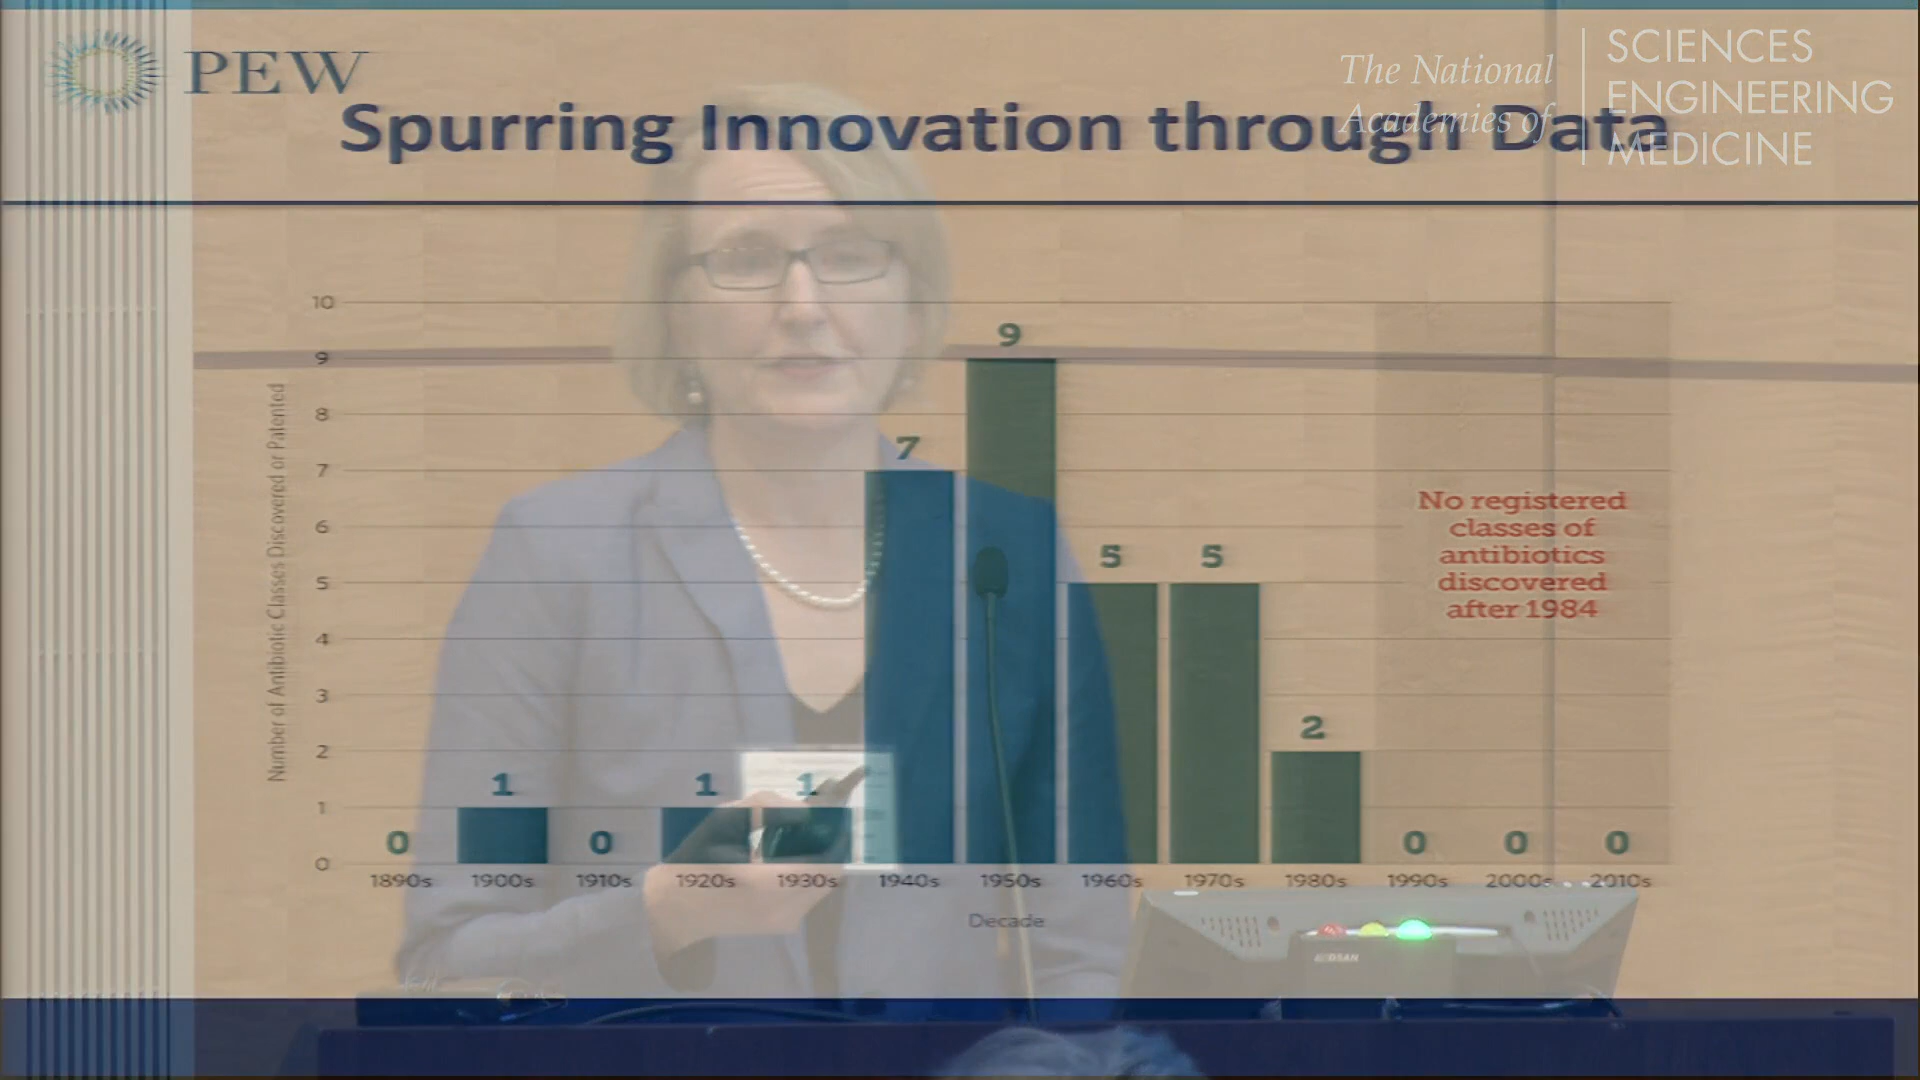 PEW
The National
Academies of
SCIENCES
ENGINEERING
MEDICINE
Spurring Innovation through Data
Number of Antibiotic Classes Discovered or Patented
10
9
8
7
6
5
4
3
2
1
0
0
1
0
1
1
7
9
5
5
2
0
0
0
No registered
classes of
antibiotics
discovered
after 1984
1890s 1900s 1910s 1920s 1930s 1940s 1950s 1960s 1970s 1980s 1990s 2000s 2010s
Decade